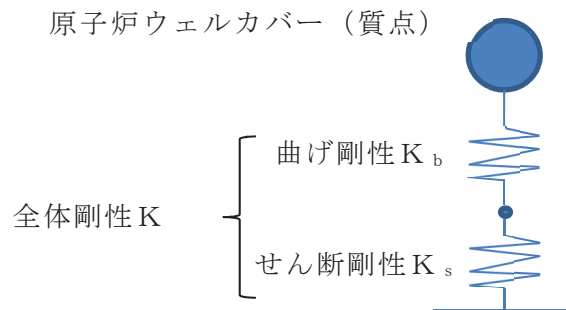 原子炉ウェルカバー（質点）
曲げ剛性Ｋｂ
全体剛性Ｋ
せん断剛性Ｋｓ